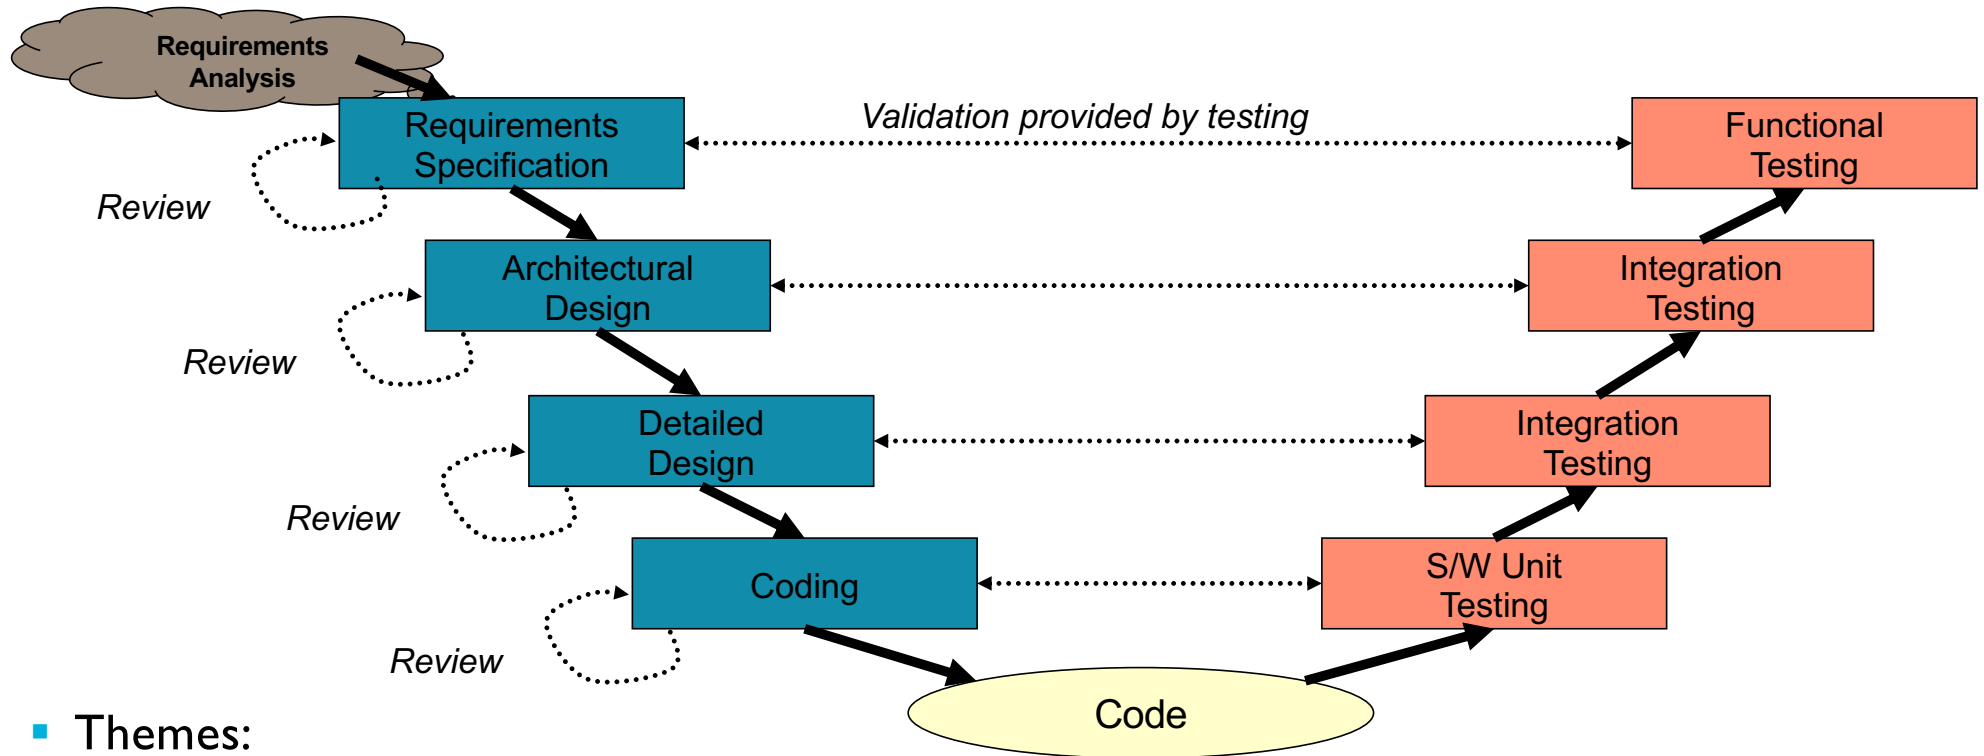 Requirements
Analysis
Requirements
Specification
Validation provided by testing
Functional
Testing
Review
Architectural
Design
Integration
Testing
Review
Detailed
Design
Integration
Testing
Review
Coding
S/W Unit
Testing
Review
Code
▪ Themes: